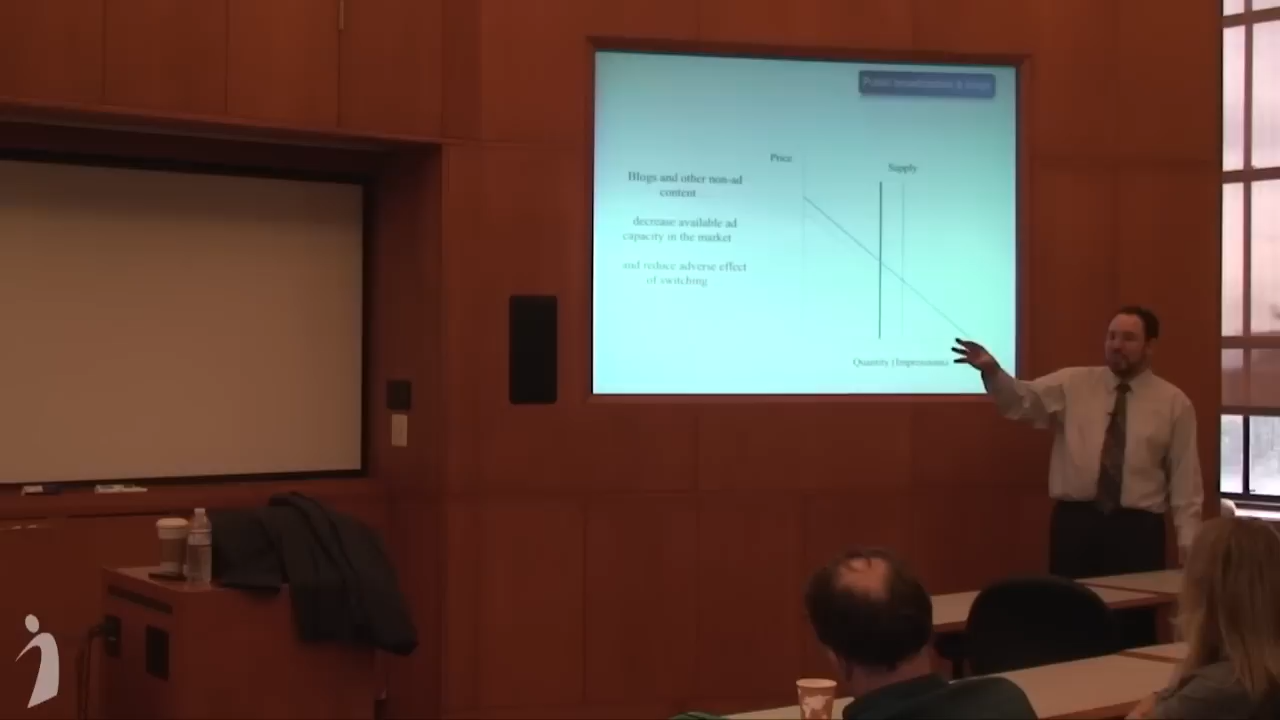 Price
Supply
Blogs and other non-ad
content
decrease available ad
capacity in the market
and reduce adverse effect
of switching
Quantity (Impressions)